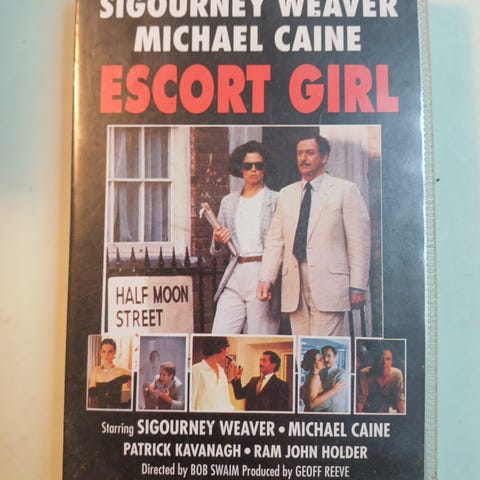 SIGOURNEY WEAVER
MICHAEL CAINE
ESCORT GIRL
HALF MOON
STREET
Starring SIGOURNEY WEAVER • MICHAEL CAINE
PATRICK KAVANAGH • RAM JOHN HOLDER
Directed by BOB SWAIM Produced by GEOFF REEVE